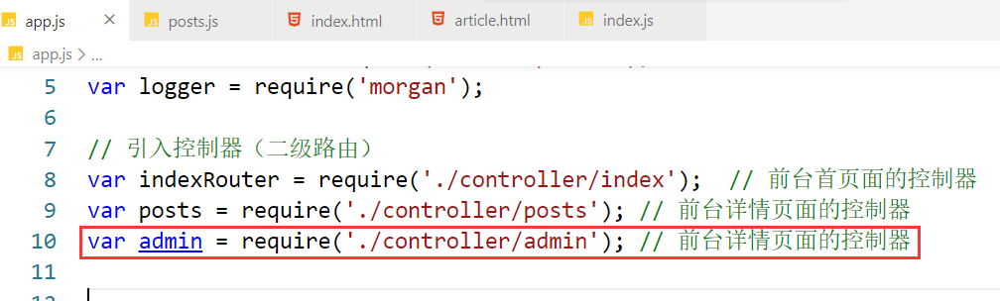 app.js
posts.js
index.html
article.html
index.js
app.js > ...
5 var logger = require('morgan');
6
7 // 引入控制器（二级路由）
8 var indexRouter = require('./controller/index');  // 前台首页面的控制器
9 var posts = require('./controller/posts'); // 前台详情页面的控制器
10 var admin = require('./controller/admin'); // 前台详情页面的控制器
11